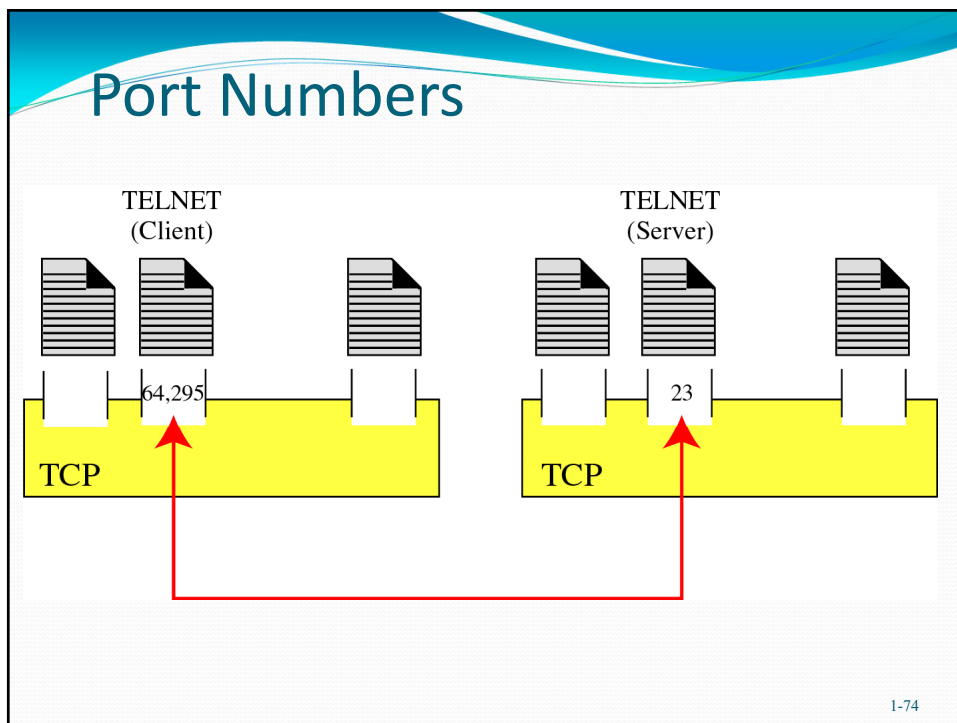 Port Numbers
TELNET
(Client)
TELNET
(Server)
64,295
23
TCP
TCP
1-74